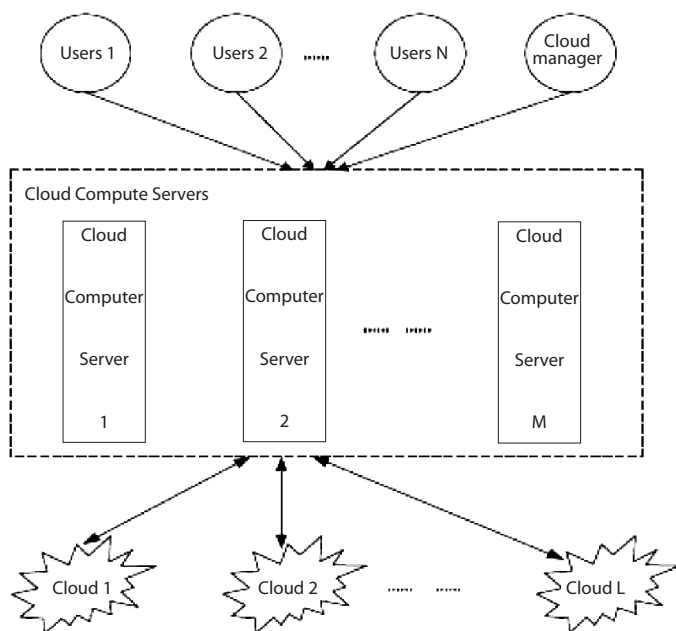 Users 1
Users 2
Users N
Cloud
manager
Cloud Compute Servers
Cloud
Computer
Server
1
Cloud
Computer
Server
2
Cloud
Computer
Server
M
Cloud 1
Cloud 2
Cloud L